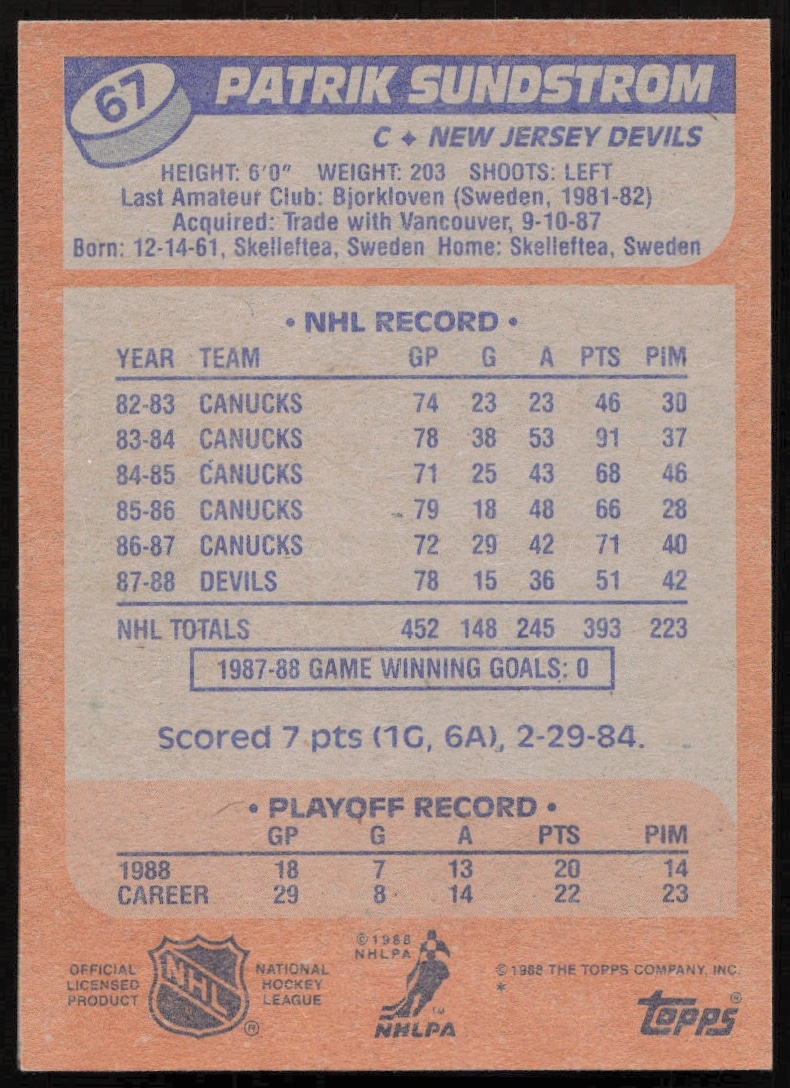 67
PATRIK SUNDSTROM
C ✦ NEW JERSEY DEVILS
HEIGHT: 6'0" WEIGHT: 203 SHOOTS: LEFT
Last Amateur Club: Bjorkloven (Sweden, 1981-82)
Acquired: Trade with Vancouver, 9-10-87
Born: 12-14-61, Skelleftea, Sweden Home: Skelleftea, Sweden
• NHL RECORD •
YEAR TEAM GP G A PTS PIM
82-83 CANUCKS 74 23 23 46 30
83-84 CANUCKS 78 38 53 91 37
84-85 CANUCKS 71 25 43 68 46
85-86 CANUCKS 79 18 48 66 28
86-87 CANUCKS 72 29 42 71 40
87-88 DEVILS 78 15 36 51 42
NHL TOTALS 452 148 245 393 223
1987-88 GAME WINNING GOALS: 0
Scored 7 pts (1G, 6A), 2-29-84.
• PLAYOFF RECORD •
GP G A PTS PIM
1988 18 7 13 20 14
CAREER 29 8 14 22 23
OFFICIAL
LICENSED
PRODUCT
NHL
®
NATIONAL
HOCKEY
LEAGUE
© 1988
NHLPA
™
NHLPA
© 1988 THE TOPPS COMPANY, INC.
*
topps®